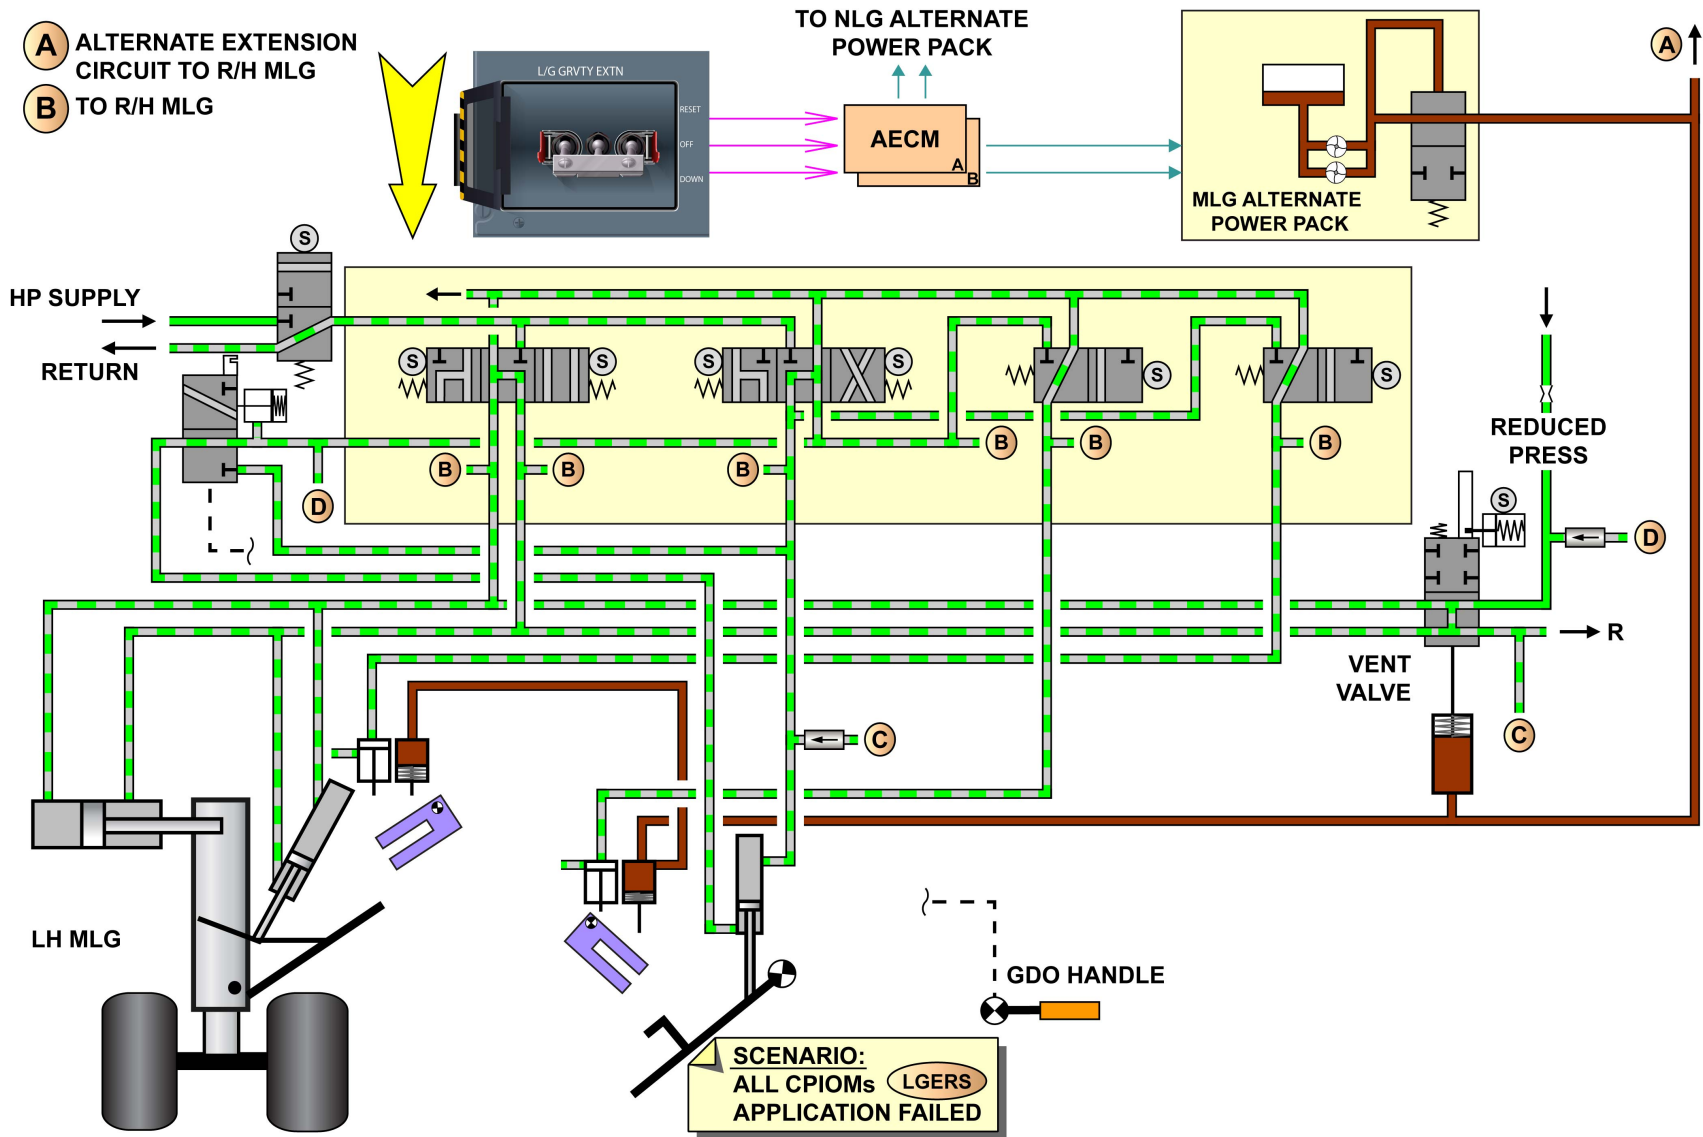 A
ALTERNATE EXTENSION
CIRCUIT TO R/H MLG
B
TO R/H MLG
L/G GRVTY EXTN
RESET
OFF
DOWN
TO NLG ALTERNATE
POWER PACK
AECM
A
B
MLG ALTERNATE
POWER PACK
A
S
HP SUPPLY
RETURN
S
S
S
S
S
S
B
B
B
B
B
B
D
REDUCED
PRESS
S
D
R
VENT
VALVE
C
C
LH MLG
GDO HANDLE
SCENARIO:
ALL CPIOMs LGERS
APPLICATION FAILED